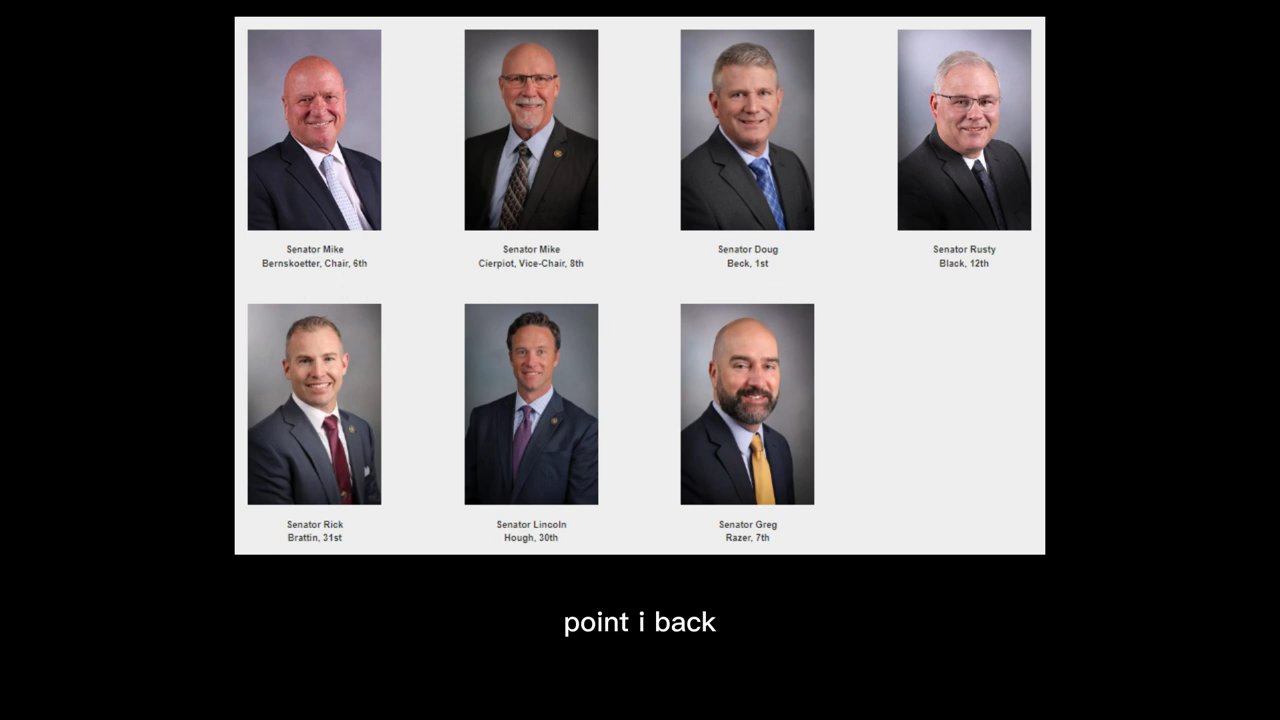 Senator Mike
Bernskoetter, Chair, 6th
Senator Mike
Cierpiot, Vice-Chair, 8th
Senator Doug
Beck, 1st
Senator Rusty
Black, 12th
Senator Rick
Brattin, 31st
Senator Lincoln
Hough, 30th
Senator Greg
Razer, 7th
point i back